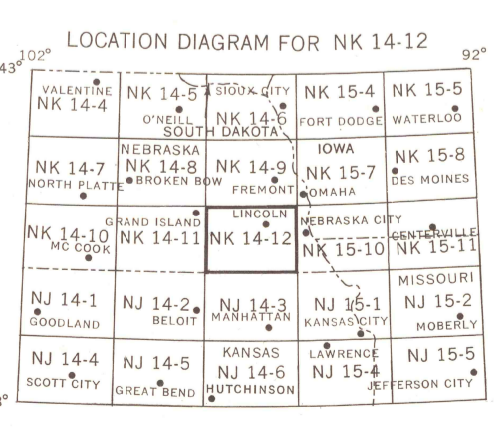 LOCATION DIAGRAM FOR NK 14-12
43° 102° 92°
VALENTINE
NK 14-4
NK 14-5
O'NEILL
SIOUX CITY
NK 14-6
SOUTH DAKOTA
NK 15-4
FORT DODGE
NK 15-5
WATERLOO
NK 14-7
NORTH PLATTE
NEBRASKA
NK 14-8
BROKEN BOW
NK 14-9
FREMONT
IOWA
NK 15-7
OMAHA
NK 15-8
DES MOINES
NK 14-10
MC COOK
GRAND ISLAND
NK 14-11
LINCOLN
NK 14-12
NEBRASKA CITY
NK 15-10
CENTERVILLE
NK 15-11
NJ 14-1
GOODLAND
NJ 14-2
BELOIT
NJ 14-3
MANHATTAN
NJ 15-1
KANSAS CITY
MISSOURI
NJ 15-2
MOBERLY
NJ 14-4
SCOTT CITY
NJ 14-5
GREAT BEND
KANSAS
NJ 14-6
HUTCHINSON
LAWRENCE
NJ 15-4
NJ 15-5
JEFFERSON CITY